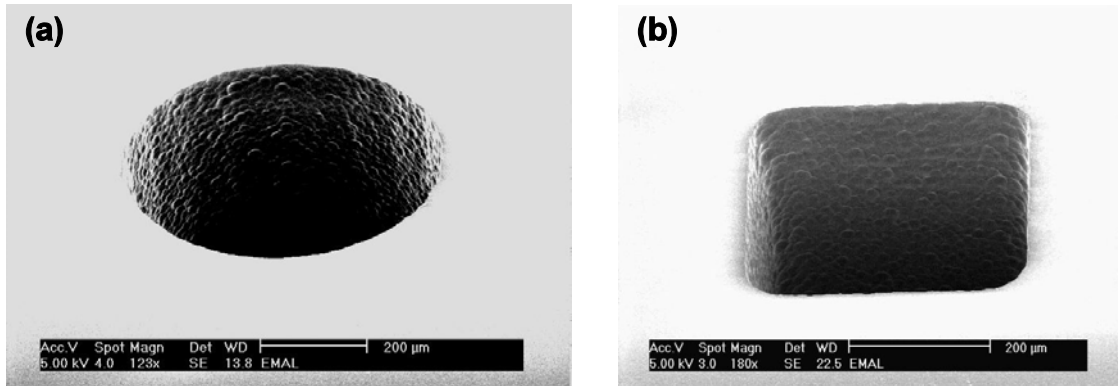 (a)
(b)
Acc.V Spot Magn Det WD 200 µm
5.00 kV 4.0 123x SE 13.8 EMAL
Acc.V Spot Magn Det WD 200 µm
5.00 kV 3.0 180x SE 22.5 EMAL